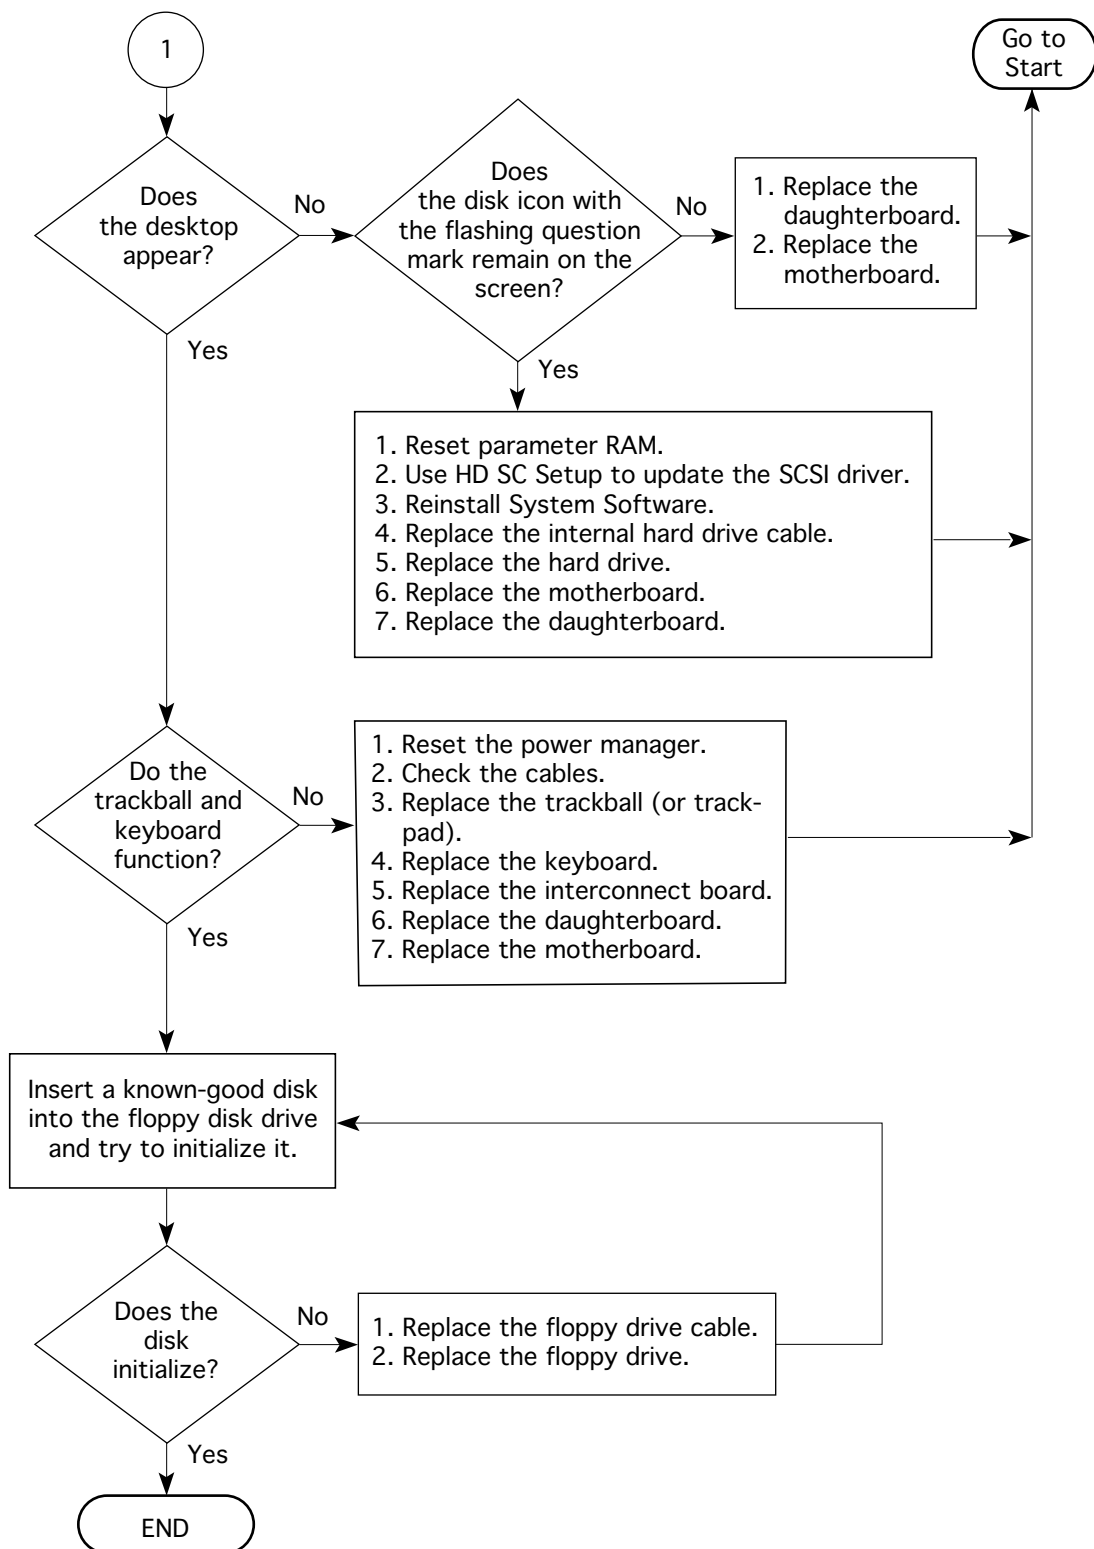 1
Go to
Start
Does
the desktop
appear?
No
Does
the disk icon with
the flashing question
mark remain on the
screen?
No
1. Replace the
daughterboard.
2. Replace the
motherboard.
Yes
Yes
1. Reset parameter RAM.
2. Use HD SC Setup to update the SCSI driver.
3. Reinstall System Software.
4. Replace the internal hard drive cable.
5. Replace the hard drive.
6. Replace the motherboard.
7. Replace the daughterboard.
Do the
trackball and
keyboard
function?
No
1. Reset the power manager.
2. Check the cables.
3. Replace the trackball (or track-
pad).
4. Replace the keyboard.
5. Replace the interconnect board.
6. Replace the daughterboard.
7. Replace the motherboard.
Yes
Insert a known-good disk
into the floppy disk drive
and try to initialize it.
Does the
disk
initialize?
No
1. Replace the floppy drive cable.
2. Replace the floppy drive.
Yes
END